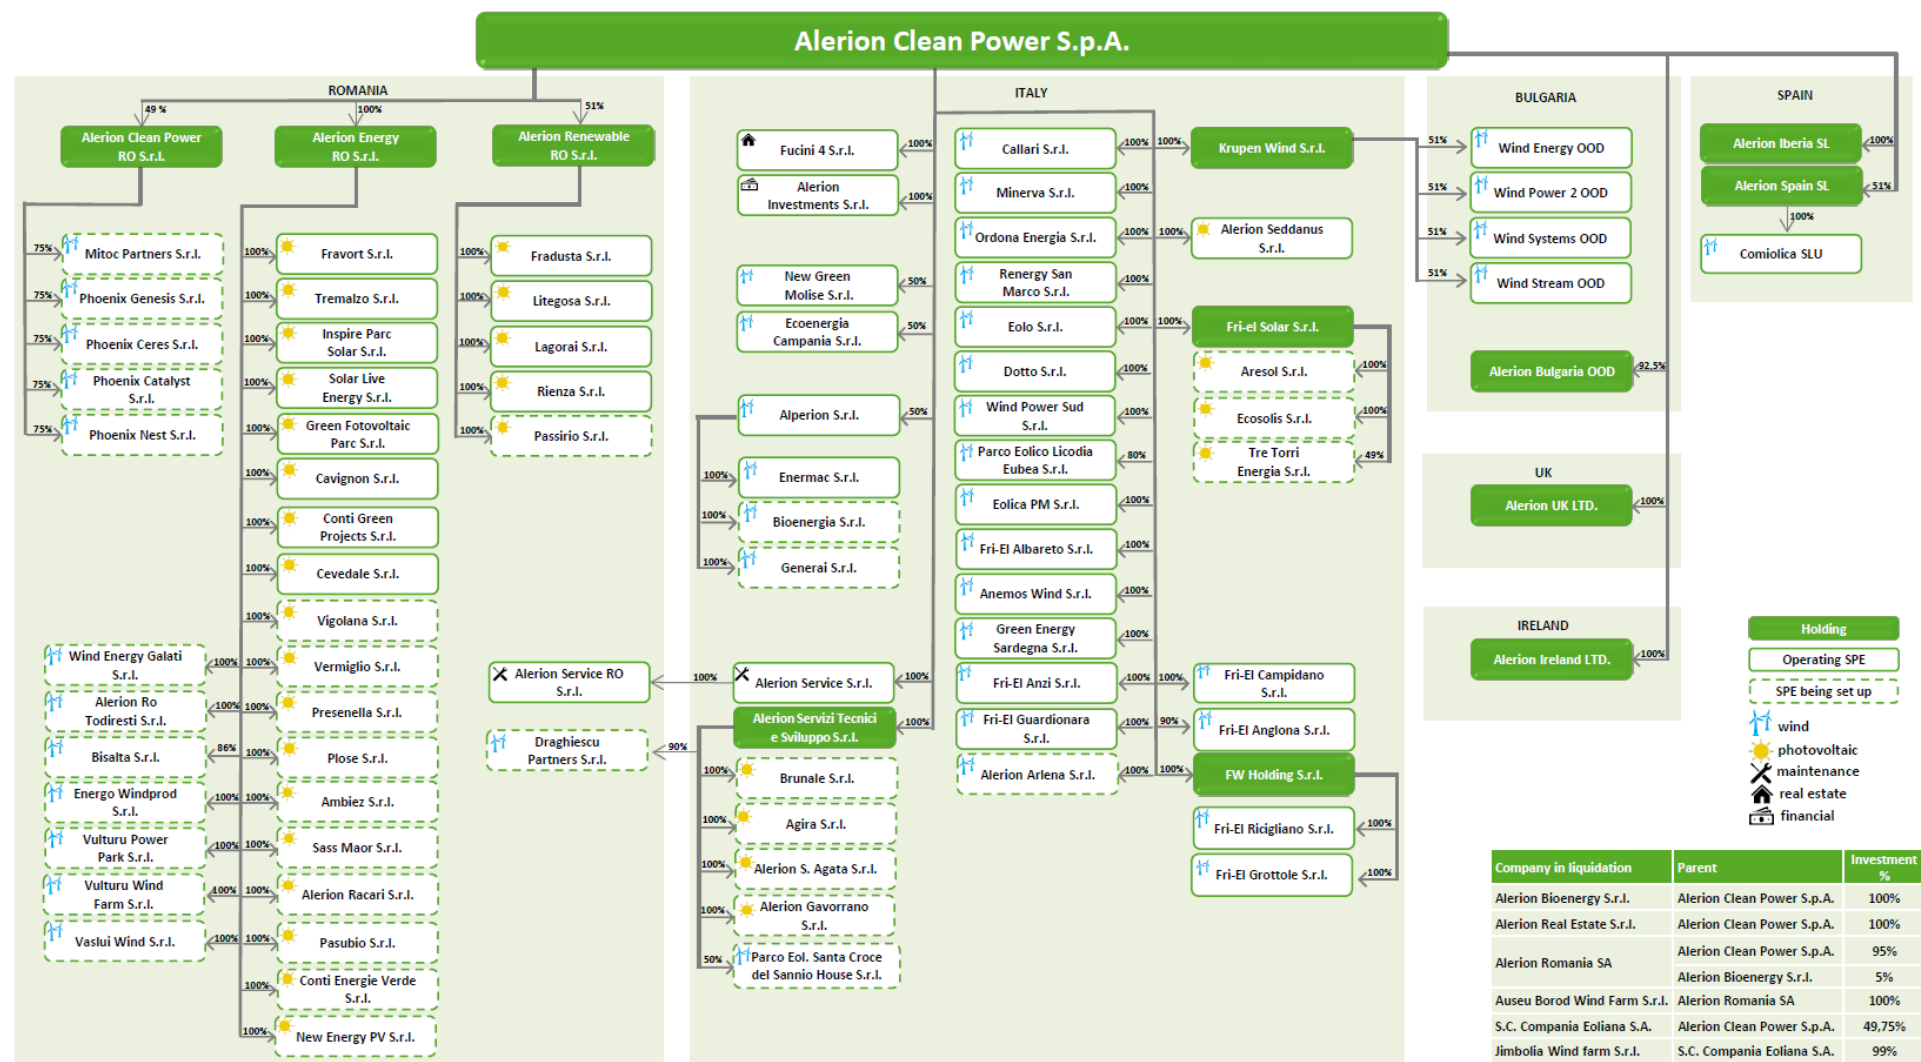 Alerion Clean Power S.p.A.
ROMANIA
49 %
100%
51%
Alerion Clean Power
RO S.r.l.
Alerion Energy
RO S.r.l.
Alerion Renewable
RO S.r.l.
75%
Mitoc Partners S.r.l.
75%
Phoenix Genesis S.r.l.
75%
Phoenix Ceres S.r.l.
75%
Phoenix Catalyst
S.r.l.
75%
Phoenix Nest S.r.l.
100%
Fravort S.r.l.
100%
Tremalzo S.r.l.
100%
Inspire Parc
Solar S.r.l.
100%
Solar Live
Energy S.r.l.
100%
Green Fotovoltaic
Parc S.r.l.
100%
Cavignon S.r.l.
100%
Conti Green
Projects S.r.l.
100%
Cevedale S.r.l.
100%
Vigolana S.r.l.
100%
Vermiglio S.r.l.
100%
Presenella S.r.l.
100%
Plose S.r.l.
100%
Ambiez S.r.l.
100%
Sass Maor S.r.l.
100%
Alerion Racari S.r.l.
100%
Pasubio S.r.l.
100%
Conti Energie Verde
S.r.l.
100%
New Energy PV S.r.l.
Wind Energy Galati
S.r.l.
100%
Alerion Ro
Todiresti S.r.l.
100%
Bisalta S.r.l.
86%
Energo Windprod
S.r.l.
100%
Vulturu Power
Park S.r.l.
100%
Vulturu Wind
Farm S.r.l.
100%
Vaslui Wind S.r.l.
100%
100%
Fradusta S.r.l.
100%
Litegosa S.r.l.
100%
Lagorai S.r.l.
100%
Rienza S.r.l.
100%
Passirio S.r.l.
Alerion Service RO
S.r.l.
100%
Draghiescu
Partners S.r.l.
90%
ITALY
Fucini 4 S.r.l.
100%
Alerion
Investments S.r.l.
100%
New Green
Molise S.r.l.
50%
Ecoenergia
Campania S.r.l.
50%
Alperion S.r.l.
50%
100%
Enermac S.r.l.
100%
Bioenergia S.r.l.
100%
Generai S.r.l.
Alerion Service S.r.l.
100%
Alerion Servizi Tecnici
e Sviluppo S.r.l.
100%
100%
Brunale S.r.l.
100%
Agira S.r.l.
100%
Alerion S. Agata S.r.l.
100%
Alerion Gavorrano
S.r.l.
50%
Parco Eol. Santa Croce
del Sannio House S.r.l.
Callari S.r.l.
100%
Minerva S.r.l.
100%
Ordona Energia S.r.l.
100%
Renergy San
Marco S.r.l.
100%
Eolo S.r.l.
100%
Dotto S.r.l.
100%
Wind Power Sud
S.r.l.
100%
Parco Eolico Licodia
Eubea S.r.l.
80%
Eolica PM S.r.l.
100%
Fri-El Albareto S.r.l.
100%
Anemos Wind S.r.l.
100%
Green Energy
Sardegna S.r.l.
100%
Fri-El Anzi S.r.l.
100%
Fri-El Guardionara
S.r.l.
100%
Alerion Arlena S.r.l.
100%
100%
Krupen Wind S.r.l.
100%
Alerion Seddanus
S.r.l.
100%
Fri-el Solar S.r.l.
Aresol S.r.l.
100%
Ecosolis S.r.l.
100%
Tre Torri
Energia S.r.l.
49%
100%
Fri-El Campidano
S.r.l.
90%
Fri-El Anglona S.r.l.
100%
FW Holding S.r.l.
Fri-El Ricigliano S.r.l.
100%
Fri-El Grottole S.r.l.
100%
BULGARIA
51%
Wind Energy OOD
51%
Wind Power 2 OOD
51%
Wind Systems OOD
51%
Wind Stream OOD
Alerion Bulgaria OOD
92,5%
UK
Alerion UK LTD.
100%
IRELAND
Alerion Ireland LTD.
100%
SPAIN
Alerion Iberia SL
100%
Alerion Spain SL
51%
100%
Comiolica SLU
Holding
Operating SPE
SPE being set up
wind
photovoltaic
maintenance
real estate
financial
Company in liquidation Parent Investment
%
Alerion Bioenergy S.r.l. Alerion Clean Power S.p.A. 100%
Alerion Real Estate S.r.l. Alerion Clean Power S.p.A. 100%
Alerion Romania SA Alerion Clean Power S.p.A. 95%
Alerion Bioenergy S.r.l. 5%
Auseu Borod Wind Farm S.r.l. Alerion Romania SA 100%
S.C. Compania Eoliana S.A. Alerion Clean Power S.p.A. 49,75%
Jimbolia Wind farm S.r.l. S.C. Compania Eoliana S.A. 99%